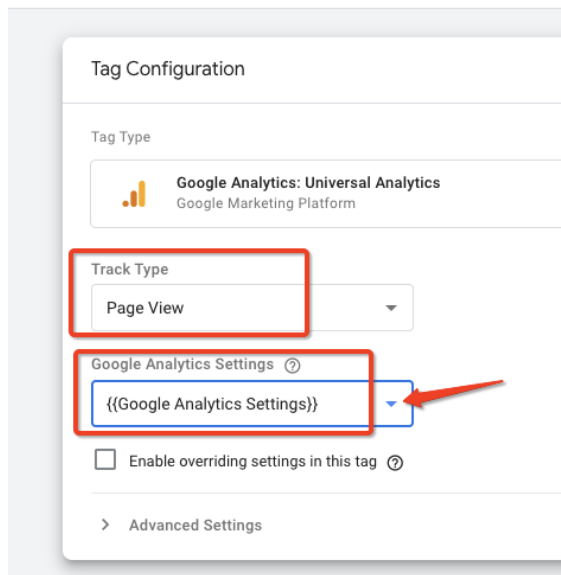 Tag Configuration
Tag Type
Google Analytics: Universal Analytics
Google Marketing Platform
Track Type
Page View
Google Analytics Settings
{{Google Analytics Settings}}
Enable overriding settings in this tag
Advanced Settings